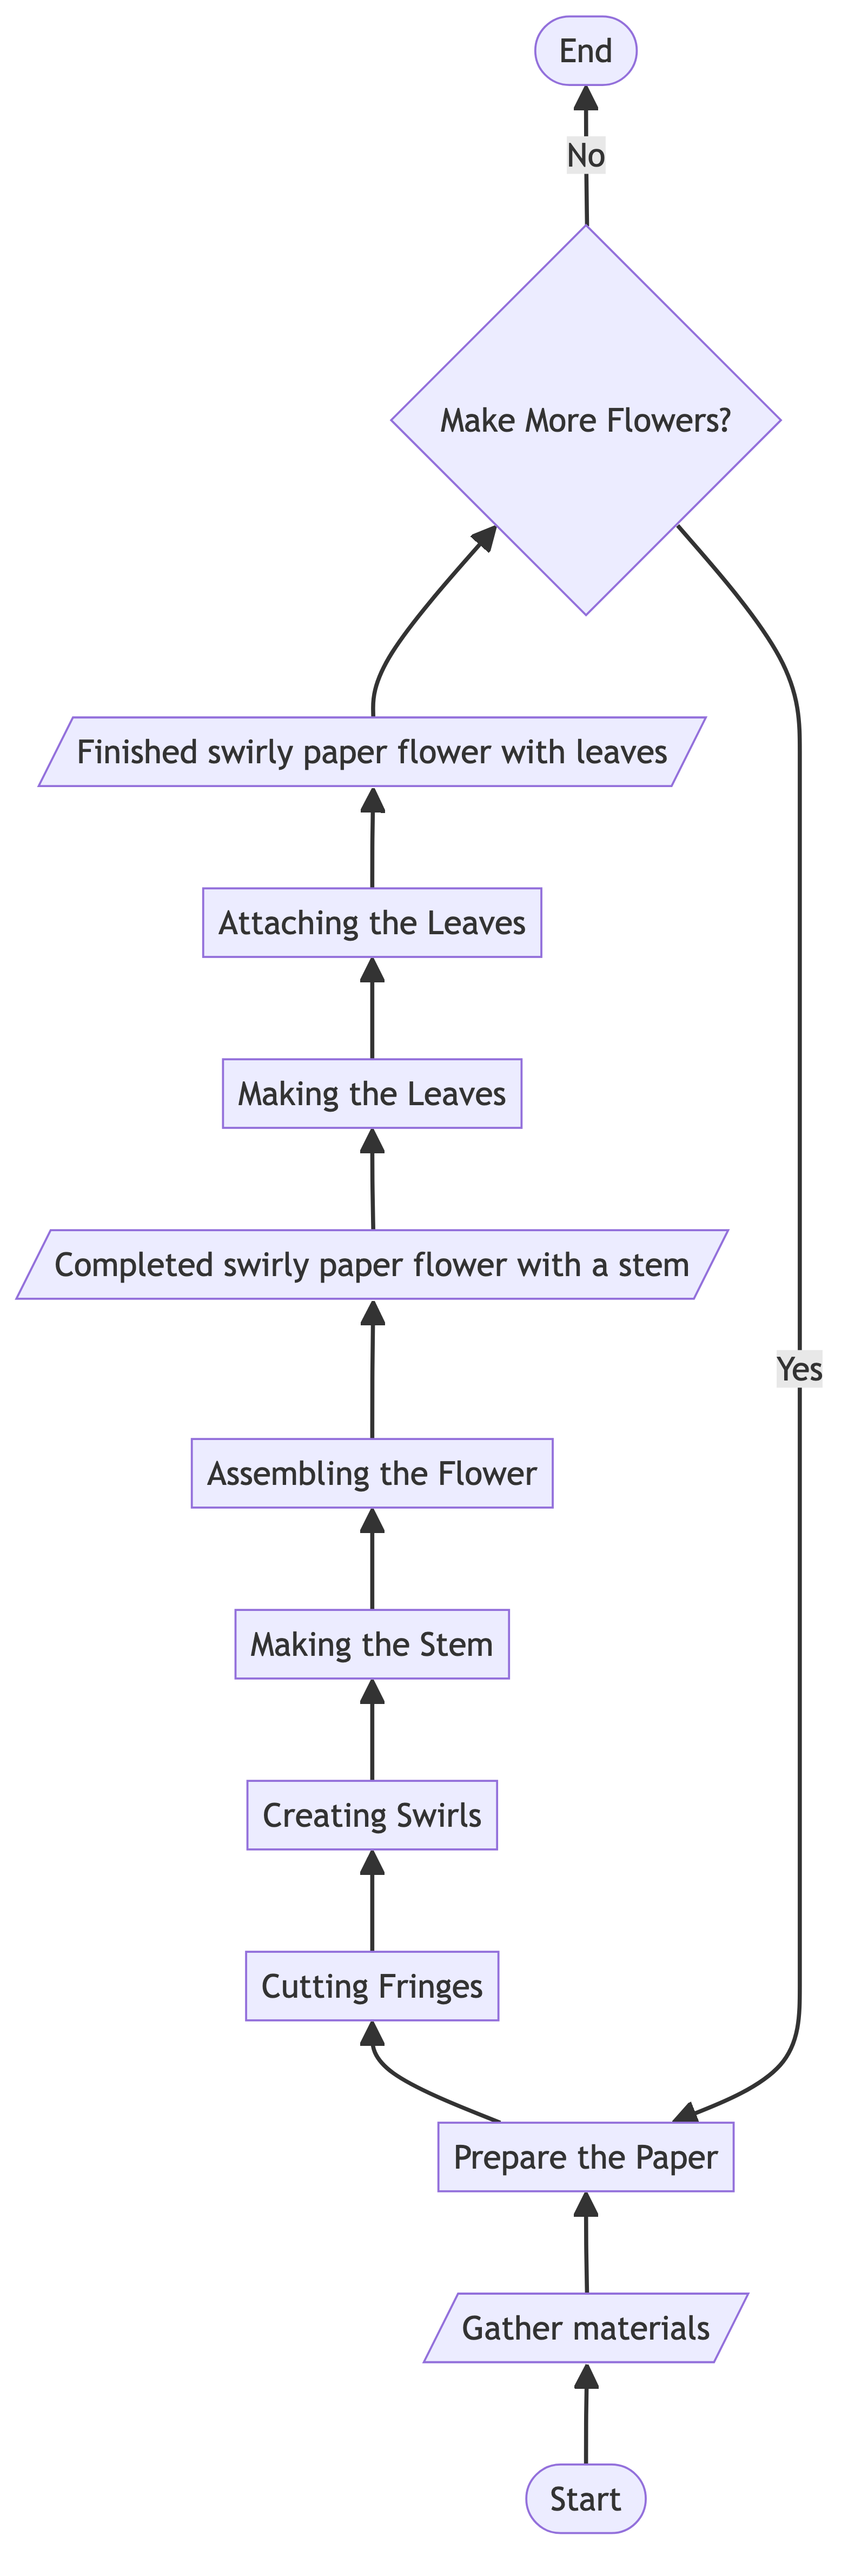 End
No
Make More Flowers?
Finished swirly paper flower with leaves
Attaching the Leaves
Making the Leaves
Completed swirly paper flower with a stem
Yes
Assembling the Flower
Making the Stem
Creating Swirls
Cutting Fringes
Prepare the Paper
Gather materials
Start